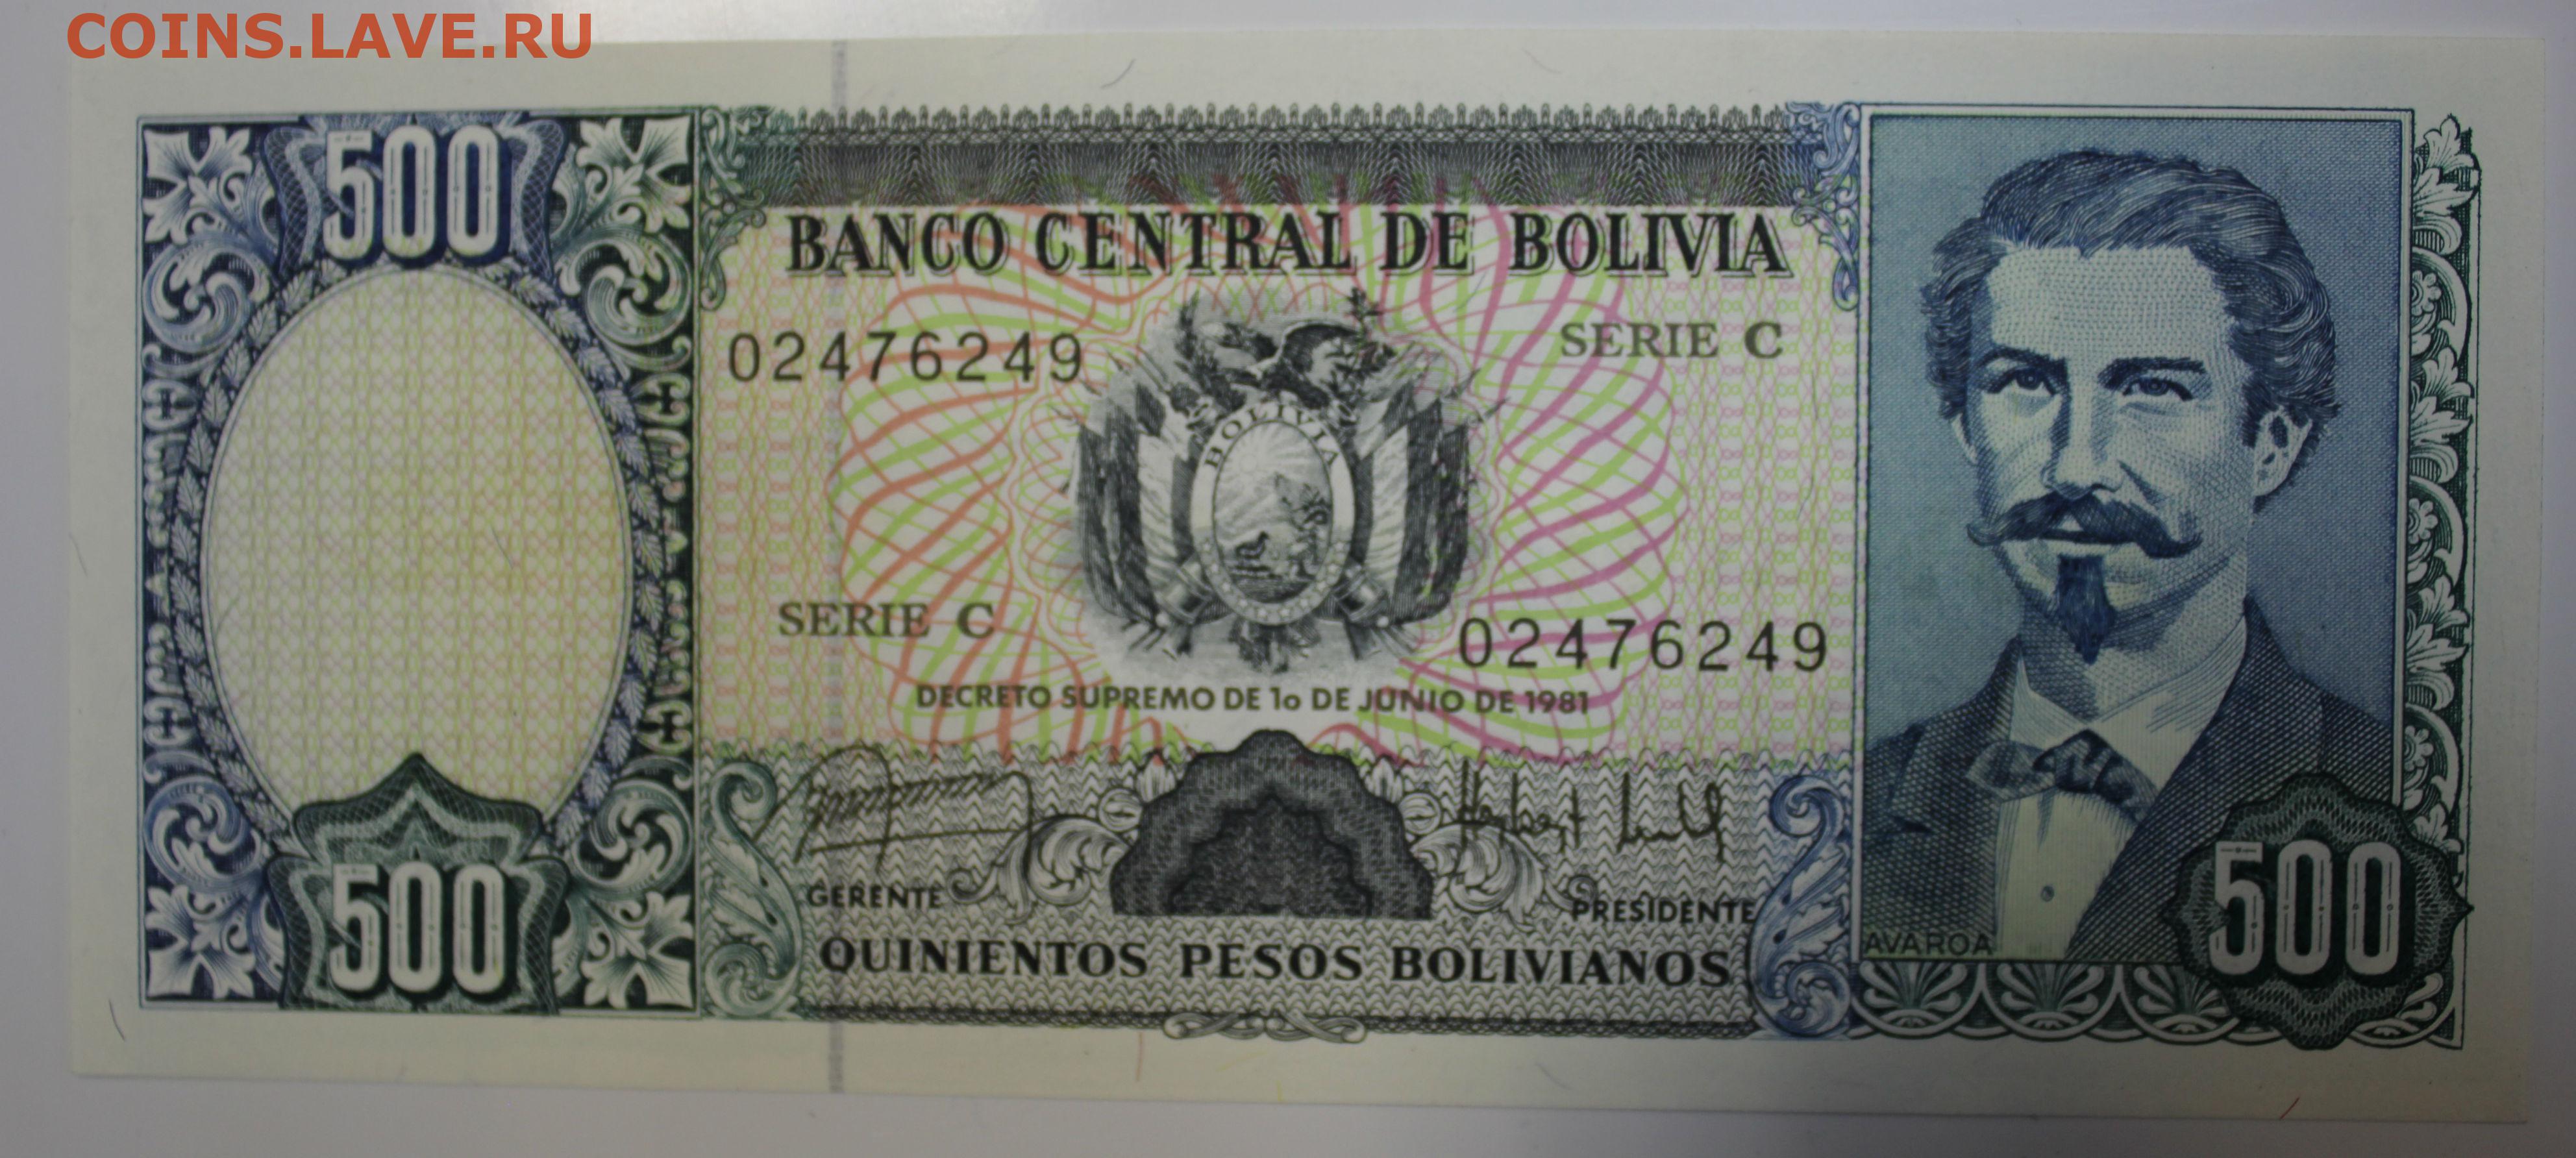 COINS.LAVE.RU
500
BANCO CENTRAL DE BOLIVIA
02476249
SERIE C
BOLIVIA
SERIE C
02476249
DECRETO SUPREMO DE 1o DE JUNIO DE 1981
GERENTE
PRESIDENTE
AVAROA
500
QUINIENTOS PESOS BOLIVIANOS
500